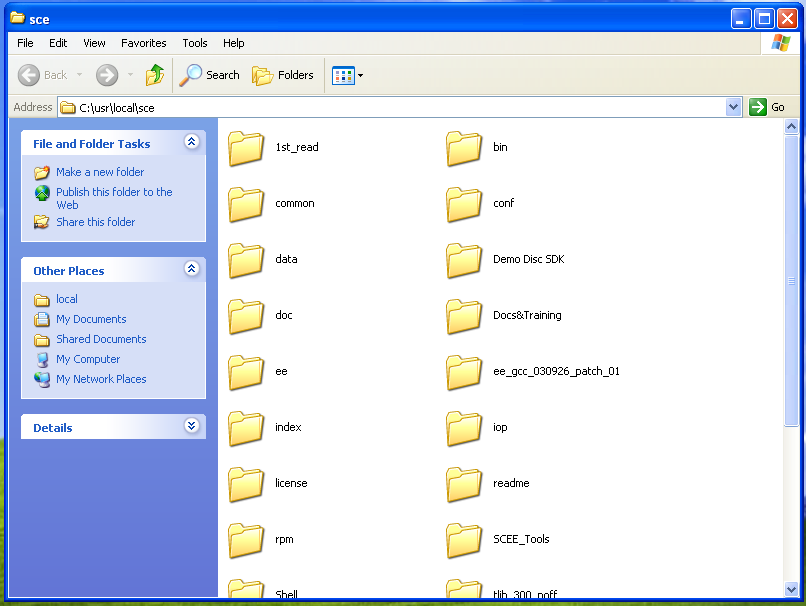 sce
File Edit View Favorites Tools Help
Back Search Folders
Address C:\usr\local\sce Go
File and Folder Tasks
Make a new folder
Publish this folder to the
Web
Share this folder
Other Places
local
My Documents
Shared Documents
My Computer
My Network Places
Details
1st_read bin
common conf
data Demo Disc SDK
doc Docs&Training
ee ee_gcc_030926_patch_01
index iop
license readme
rpm SCEE_Tools
Shell tlib_300_noff